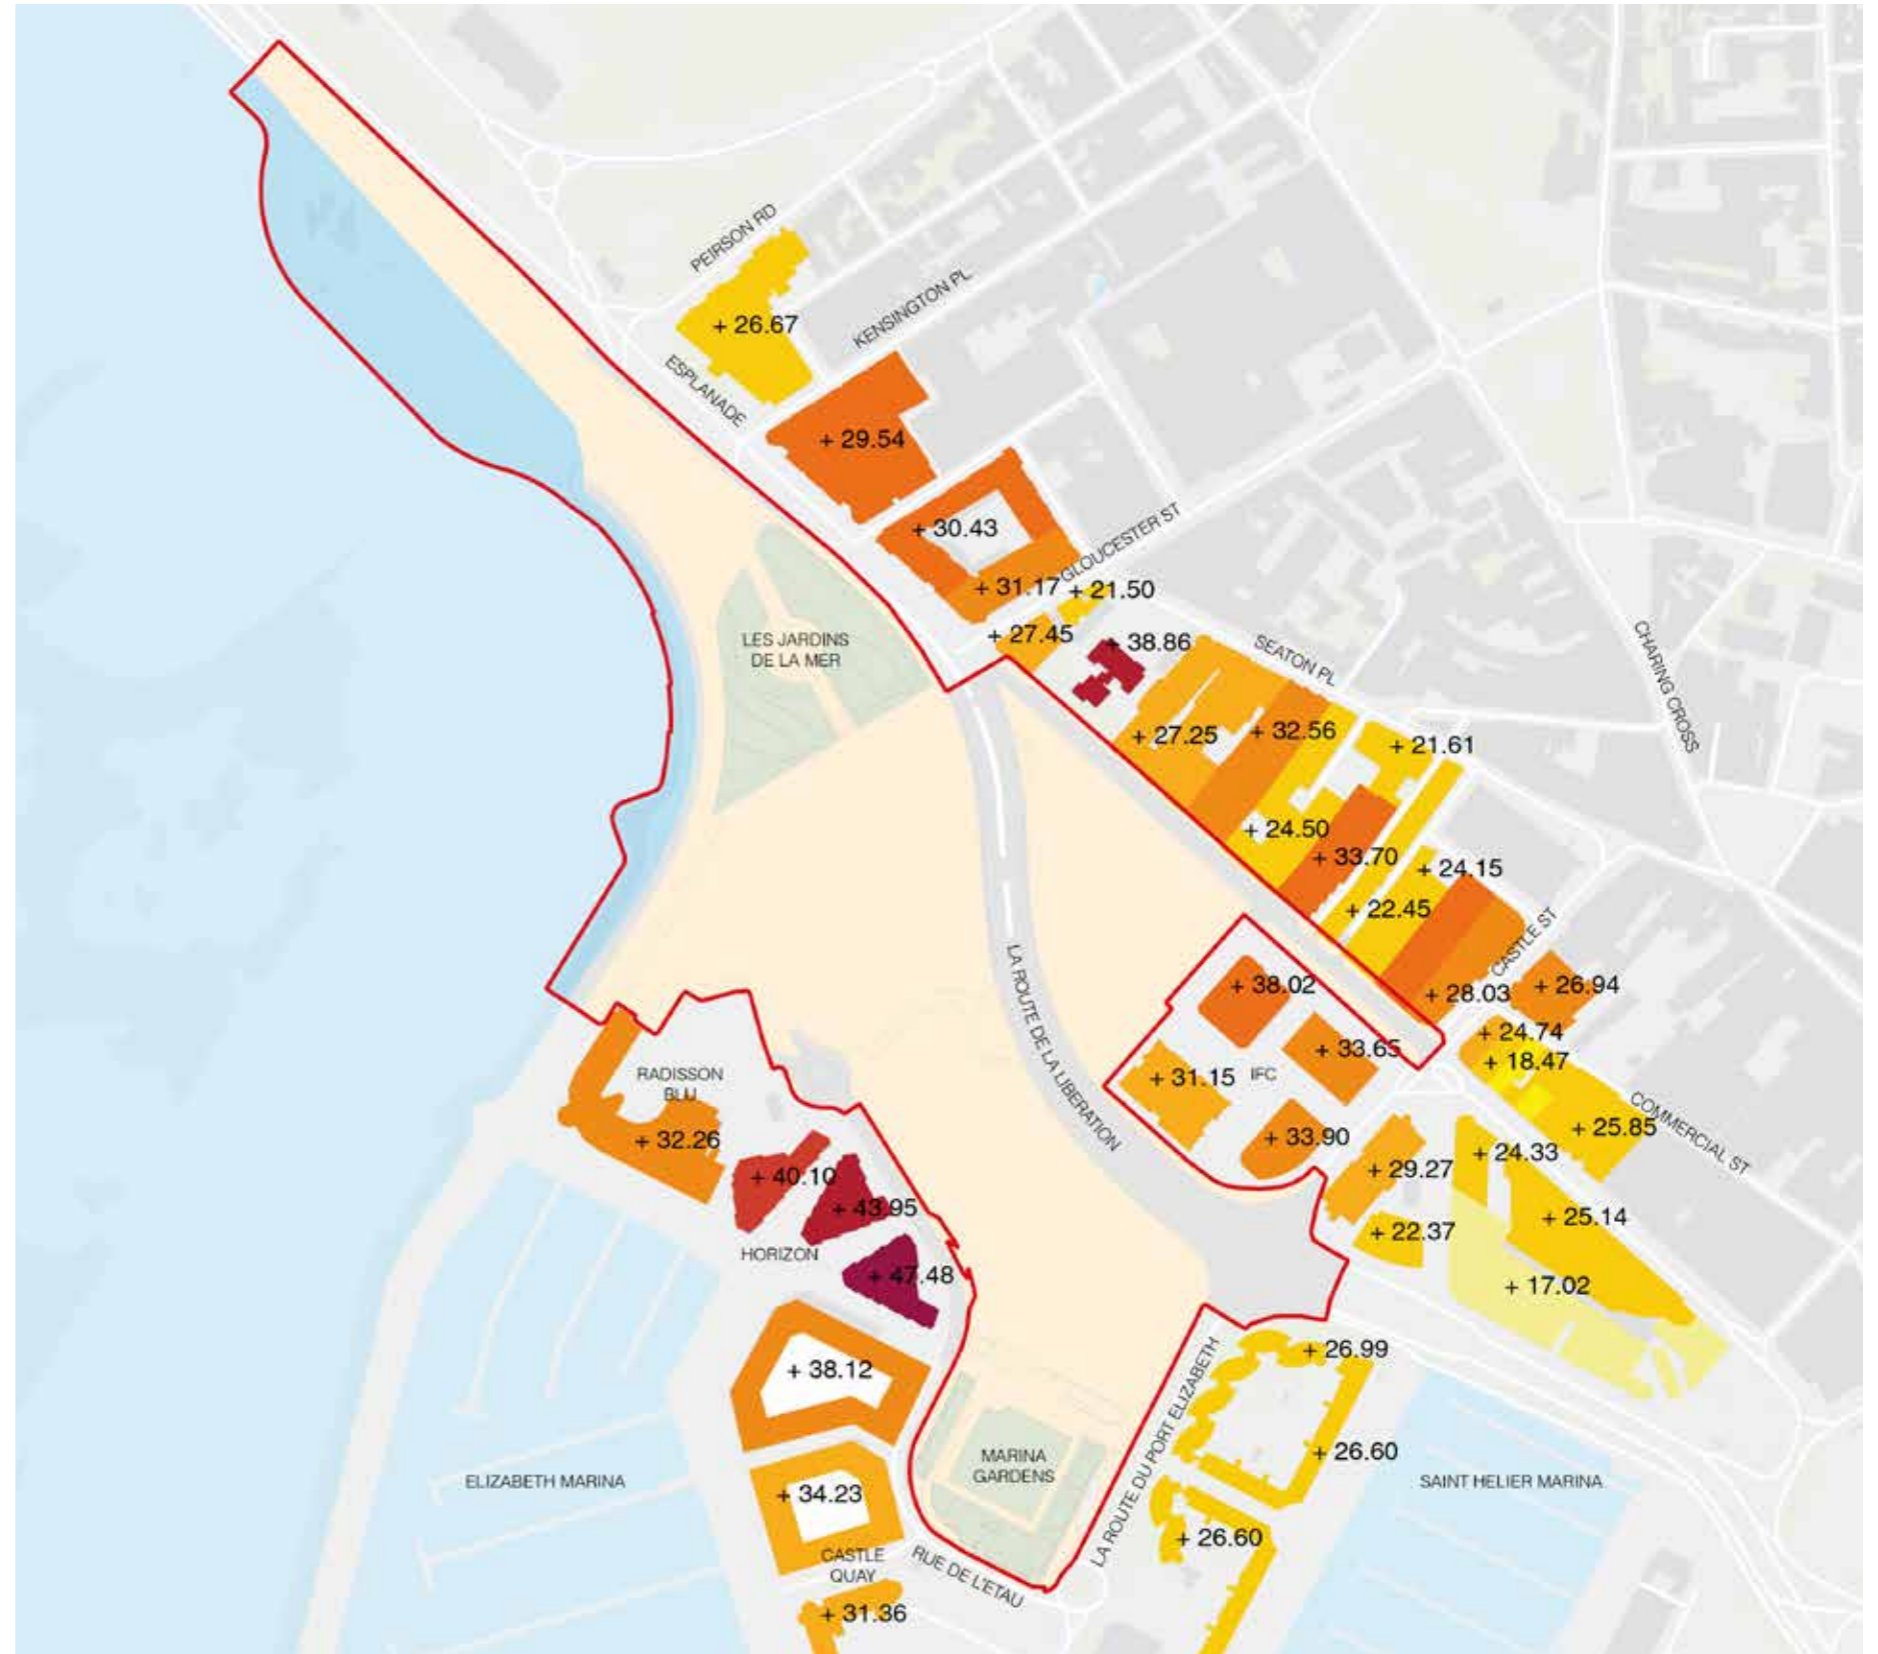 PEIRSON RD
+ 26.67
KENSINGTON PL
ESPLANADE
+ 29.54
+ 30.43
GLOUCESTER ST
+ 31.17
+ 21.50
+ 27.45
+ 38.86
LES JARDINS
DE LA MER
SEATON PL
CHARING CROSS
+ 27.25
+ 32.56
+ 21.61
+ 24.50
+ 33.70
+ 24.15
+ 22.45
CASTLE ST
+ 38.02
+ 28.03
+ 26.94
LA ROUTE DE LA LIBERATION
+ 24.74
+ 33.65
+ 18.47
+ 31.15
IFC
RADISSON
BLU
+ 32.26
+ 33.90
+ 25.85
COMMERCIAL ST
+ 24.33
+ 29.27
+ 40.10
+ 43.95
+ 25.14
+ 22.37
HORIZON
+ 47.48
+ 17.02
+ 38.12
+ 26.99
LA ROUTE DU PORT ELIZABETH
+ 26.60
MARINA
GARDENS
ELIZABETH MARINA
SAINT HELIER MARINA
+ 34.23
+ 26.60
CASTLE
QUAY
RUE DE L'ETAU
+ 31.36